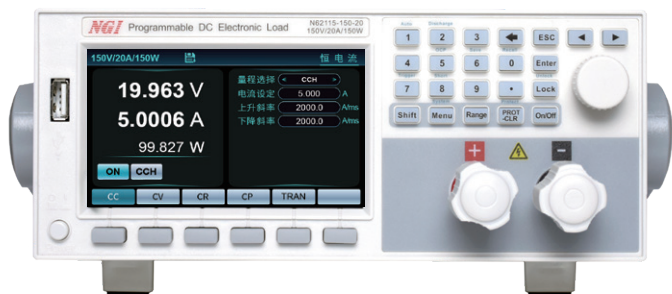 NGI Programmable DC Electronic Load
N62115-150-20
150V/20A/150W
150V/20A/150W 恒 电 流
19.963 V
5.0006 A
99.827 W
ON CCH
量程选择 < CCH >
电流设定 5.000 A
上升斜率 2000.0 A/ms
下降斜率 2000.0 A/ms
CC CV CR CP TRAN
1 2 3 ESC
4 5 6 0 Enter
7 8 9 . Lock
Shift Menu Range PROT -CLR On/Off
+ -